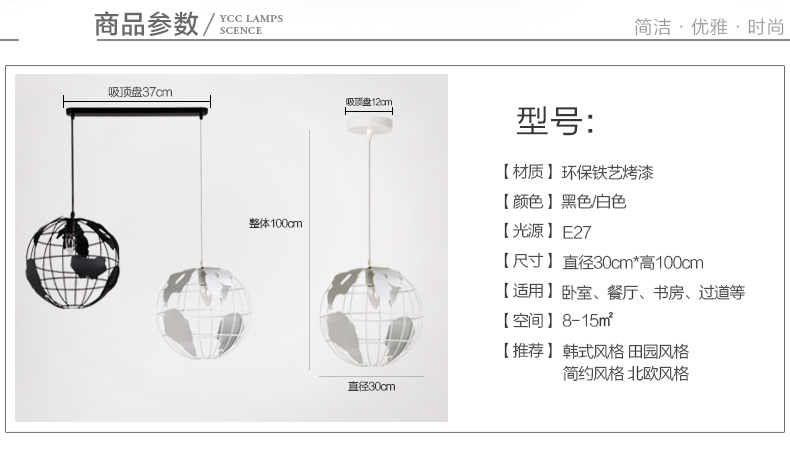 商品参数/YCC LAMPS
SCENCE
简洁·优雅·时尚
吸顶盘37cm
吸顶盘12cm
整体100cm
直径30cm
型号:
【材质】环保铁艺烤漆
【颜色】黑色/白色
【光源】E27
【尺寸】直径30cm*高100cm
【适用】卧室、餐厅、书房、过道等
【空间】8-15㎡
【推荐】韩式风格 田园风格
简约风格 北欧风格